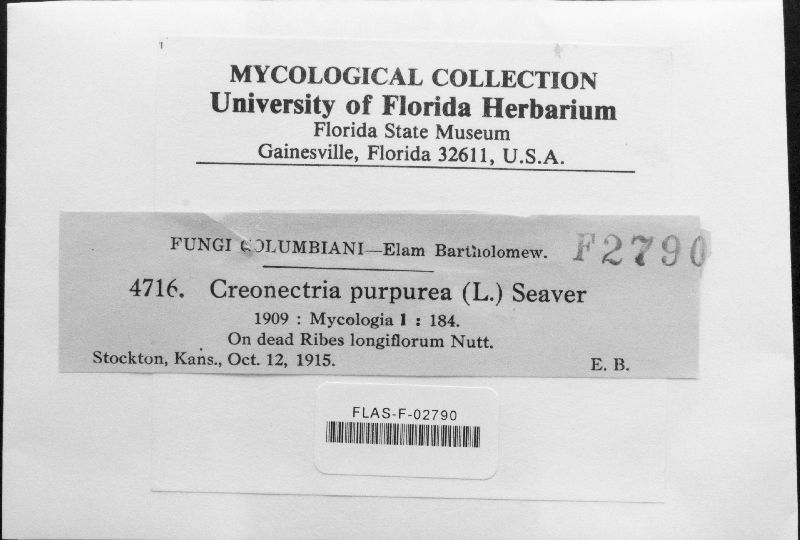 MYCOLOGICAL COLLECTION
University of Florida Herbarium
Florida State Museum
Gainesville, Florida 32611, U.S.A.
FUNGI COLUMBIANI—Elam Bartholomew. F2790
4716. Creonectria purpurea (L.) Seaver
1909 : Mycologia 1 : 184.
On dead Ribes longiflorum Nutt.
Stockton, Kans., Oct. 12, 1915. E. B.
FLAS-F-02790